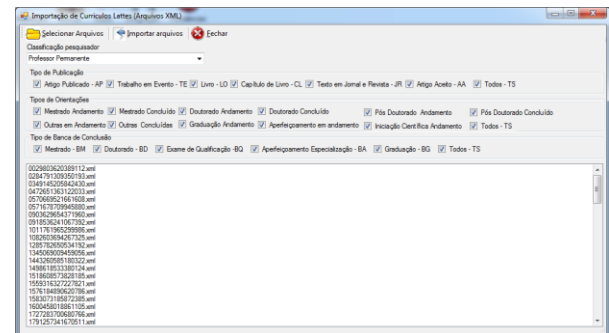 Importação de Currículos Lattes (Arquivos XML)
Selecionar Arquivos Importar arquivos Fechar
Classificação pesquisador
Professor Permanente
Tipo de Publicação
Artigo Publicado - AP Trabalho em Evento - TE Livro - LO Capítulo de Livro - CL Texto em Jornal e Revista - JR Artigo Aceito - AA Todos - TS
Tipos de Orientações
Mestrado Andamento Mestrado Concluído Doutorado Andamento Doutorado Concluído Pós Doutorado Andamento Pós Doutorado Concluído
Outras em Andamento Outras Concluídas Graduação Andamento Aperfeiçoamento em andamento Iniciação Científica Andamento Todos - TS
Tipo de Banca de Conclusão
Mestrado - BM Doutorado - BD Exame de Qualificação -BQ Aperfeiçoamento Especialização - BA Graduação - BG Todos - TS
0029803620389112.xml
0284791309350193.xml
0349145205842430.xml
0472651363122033.xml
0570669521661608.xml
0571678709945880.xml
0903629654371960.xml
0918536241067392.xml
1011761965299986.xml
1082603694267325.xml
1285782650534192.xml
1345069009459056.xml
1443260585180322.xml
1498618533380124.xml
1518608573828185.xml
1559316327227821.xml
1576184890620786.xml
1583073185872385.xml
1600458018861105.xml
1727283700680766.xml
1791257341670511.xml